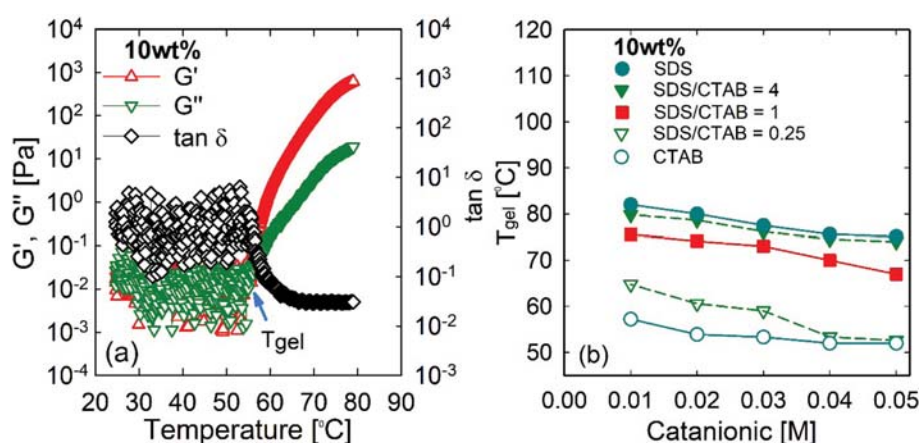 10wt%
G'
G"
tan δ
10⁴
10³
10²
10¹
10⁰
10⁻¹
10⁻²
10⁻³
10⁻⁴
G', G" [Pa]
10⁴
10³
10²
10¹
10⁰
10⁻¹
10⁻²
10⁻³
tan δ
Tgel
(a)
20 30 40 50 60 70 80 90
Temperature [°C]
10wt%
SDS
SDS/CTAB = 4
SDS/CTAB = 1
SDS/CTAB = 0.25
CTAB
120
110
100
90
80
70
60
50
Tgel [°C]
(b)
0.00 0.01 0.02 0.03 0.04 0.05
Catanionic [M]